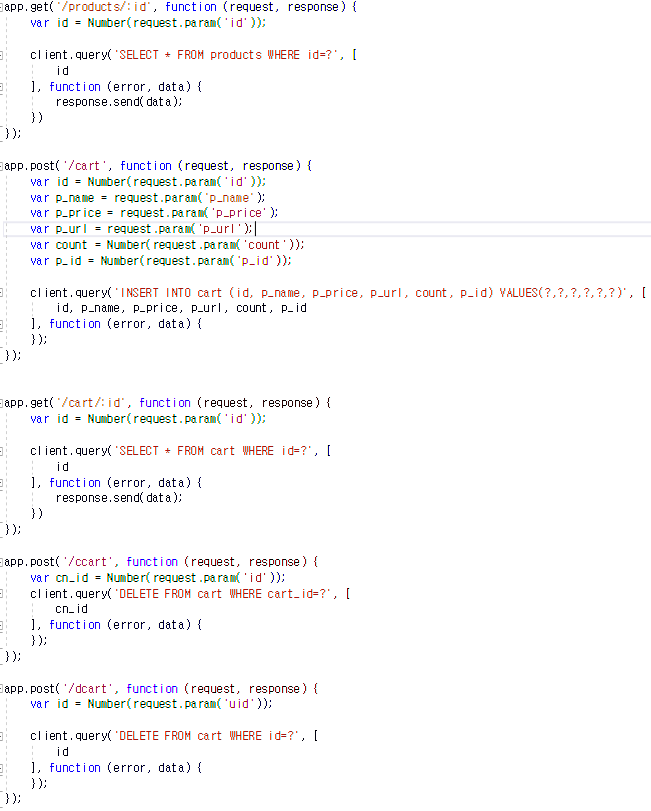 app.get('/products/:id', function (request, response) {
    var id = Number(request.param('id'));

    client.query('SELECT * FROM products WHERE id=?', [
        id
    ], function (error, data) {
        response.send(data);
    })
});

app.post('/cart', function (request, response) {
    var id = Number(request.param('id'));
    var p_name = request.param('p_name');
    var p_price = request.param('p_price');
    var p_url = request.param('p_url');
    var count = Number(request.param('count'));
    var p_id = Number(request.param('p_id'));

    client.query('INSERT INTO cart (id, p_name, p_price, p_url, count, p_id) VALUES(?,?,?,?,?,?)', [
        id, p_name, p_price, p_url, count, p_id
    ], function (error, data) {
    });
});

app.get('/cart/:id', function (request, response) {
    var id = Number(request.param('id'));

    client.query('SELECT * FROM cart WHERE id=?', [
        id
    ], function (error, data) {
        response.send(data);
    })
});

app.post('/ccart', function (request, response) {
    var cn_id = Number(request.param('id'));
    client.query('DELETE FROM cart WHERE cart_id=?', [
        cn_id
    ], function (error, data) {
    });
});

app.post('/dcart', function (request, response) {
    var id = Number(request.param('uid'));

    client.query('DELETE FROM cart WHERE id=?', [
        id
    ], function (error, data) {
    });
});